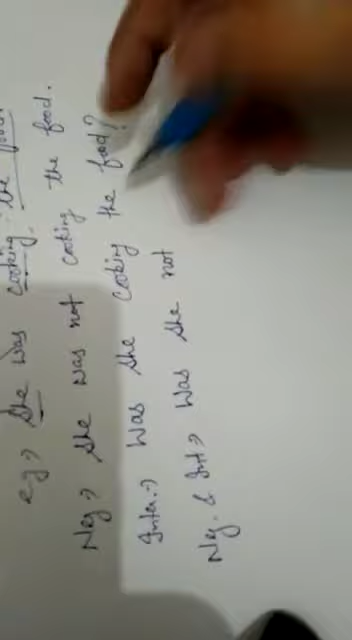 eg → She was cooking the food.
Neg → She was not cooking the food.
Inter. → Was she cooking the food?
Neg. & Int → Was she not